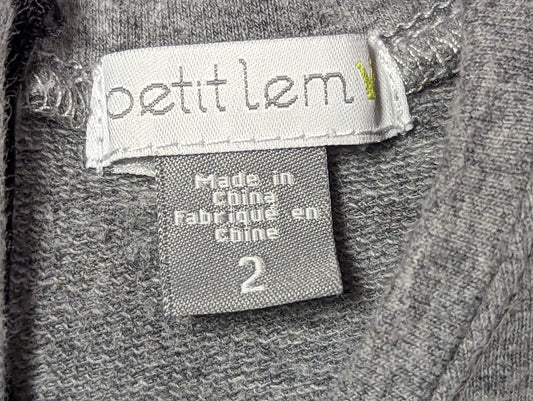 petit lem
Made in
China
Fabriqué en
Chine
2